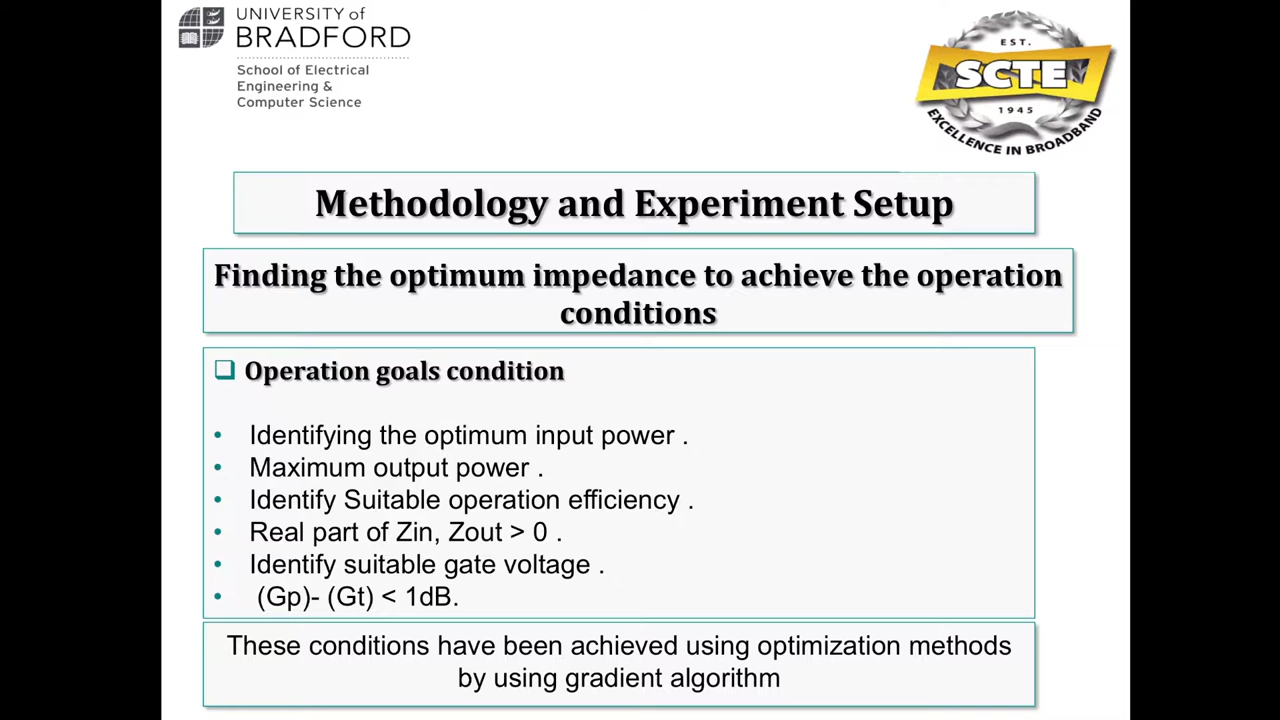 UNIVERSITY of
BRADFORD
School of Electrical
Engineering &
Computer Science
EST.
SCTE
1945
EXCELLENCE IN BROADBAND
Methodology and Experiment Setup
Finding the optimum impedance to achieve the operation
conditions
Operation goals condition
• Identifying the optimum input power .
• Maximum output power .
• Identify Suitable operation efficiency .
• Real part of Zin, Zout > 0 .
• Identify suitable gate voltage .
• (Gp)- (Gt) < 1dB.
These conditions have been achieved using optimization methods
by using gradient algorithm